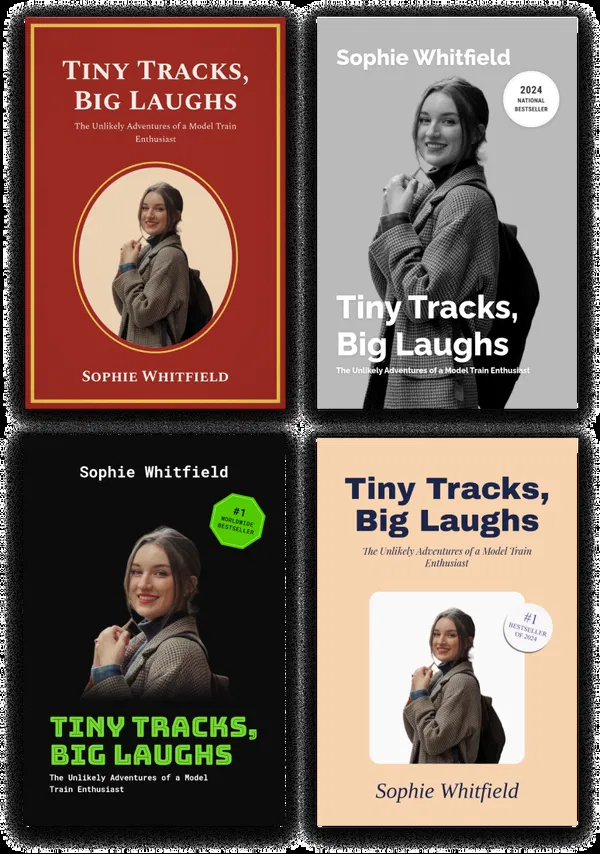 Tiny Tracks,
Big Laughs
The Unlikely Adventures of a Model Train
Enthusiast
Sophie Whitfield
Sophie Whitfield
2024
NATIONAL
BESTSELLER
Tiny Tracks,
Big Laughs
The Unlikely Adventures of a Model Train Enthusiast
Sophie Whitfield
#1
WORLDWIDE
BESTSELLER
TINY TRACKS,
BIG LAUGHS
The Unlikely Adventures of a Model
Train Enthusiast
Tiny Tracks,
Big Laughs
The Unlikely Adventures of a Model Train
Enthusiast
#1
BESTSELLER
OF 2024
Sophie Whitfield